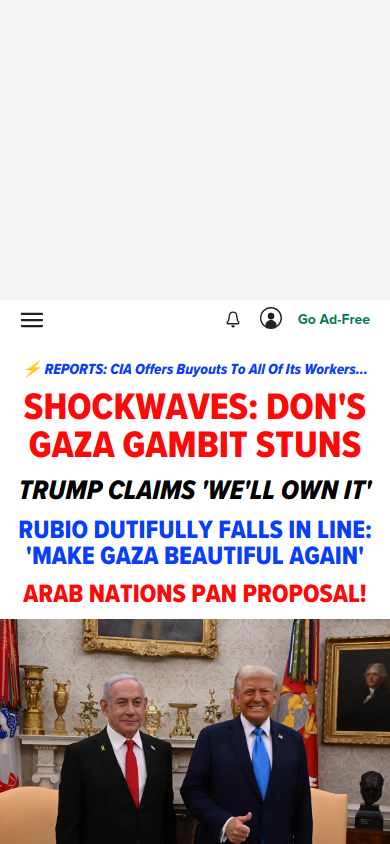 Go Ad-Free
⚡ REPORTS: CIA Offers Buyouts To All Of Its Workers...
SHOCKWAVES: DON'S
GAZA GAMBIT STUNS
TRUMP CLAIMS 'WE'LL OWN IT'
RUBIO DUTIFULLY FALLS IN LINE:
'MAKE GAZA BEAUTIFUL AGAIN'
ARAB NATIONS PAN PROPOSAL!